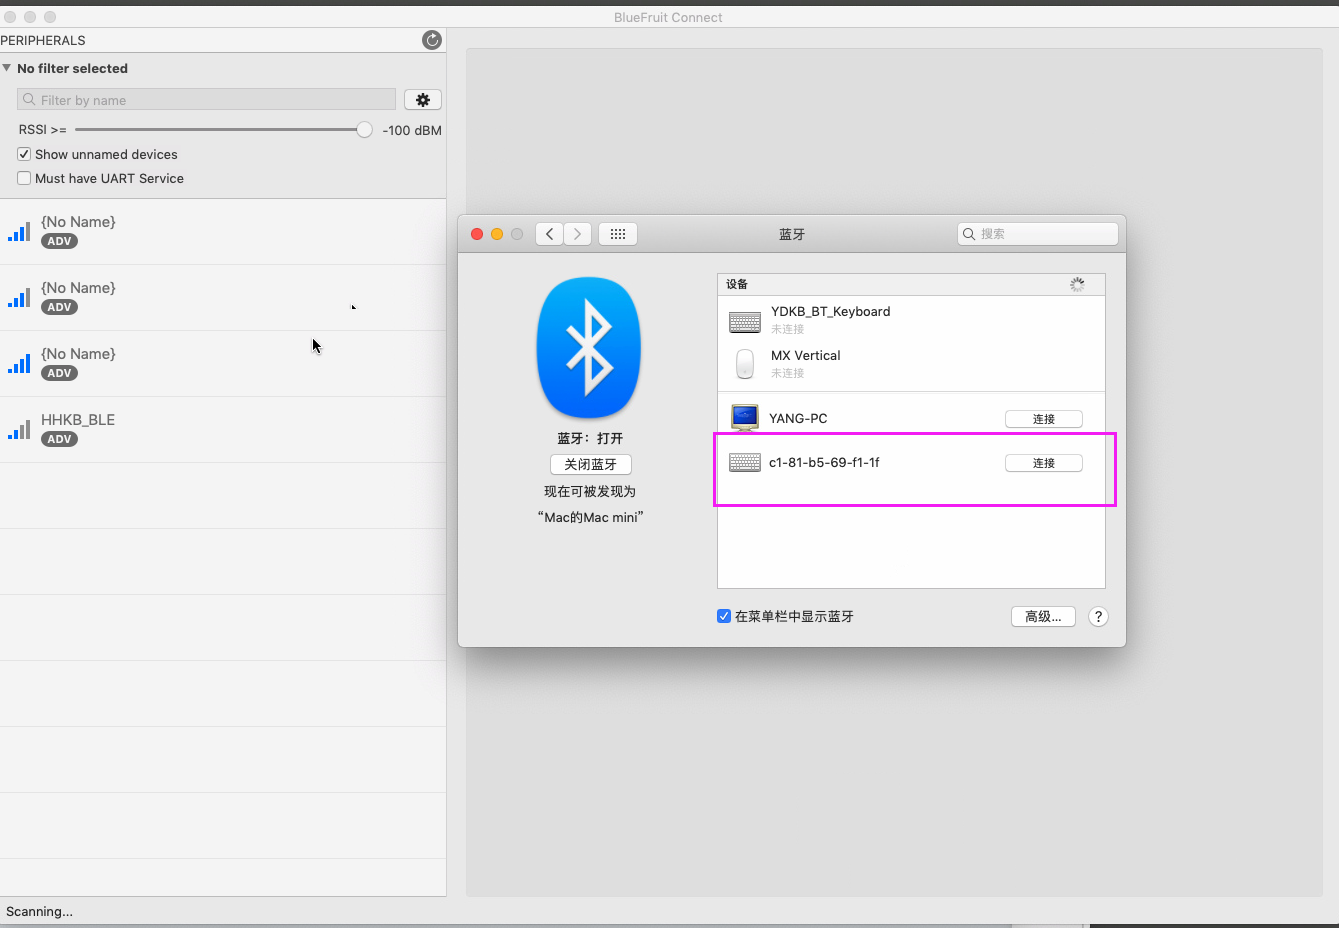 BlueFruit Connect
PERIPHERALS
No filter selected
Filter by name
RSSI >= -100 dBM
Show unnamed devices
Must have UART Service
{No Name}
ADV
{No Name}
ADV
{No Name}
ADV
HHKB_BLE
ADV
Scanning...
蓝牙
搜索
蓝牙：打开
关闭蓝牙
现在可被发现为
“Mac的Mac mini”
设备
YDKB_BT_Keyboard
未连接
MX Vertical
未连接
YANG-PC 连接
c1-81-b5-69-f1-1f 连接
在菜单栏中显示蓝牙
高级... ?